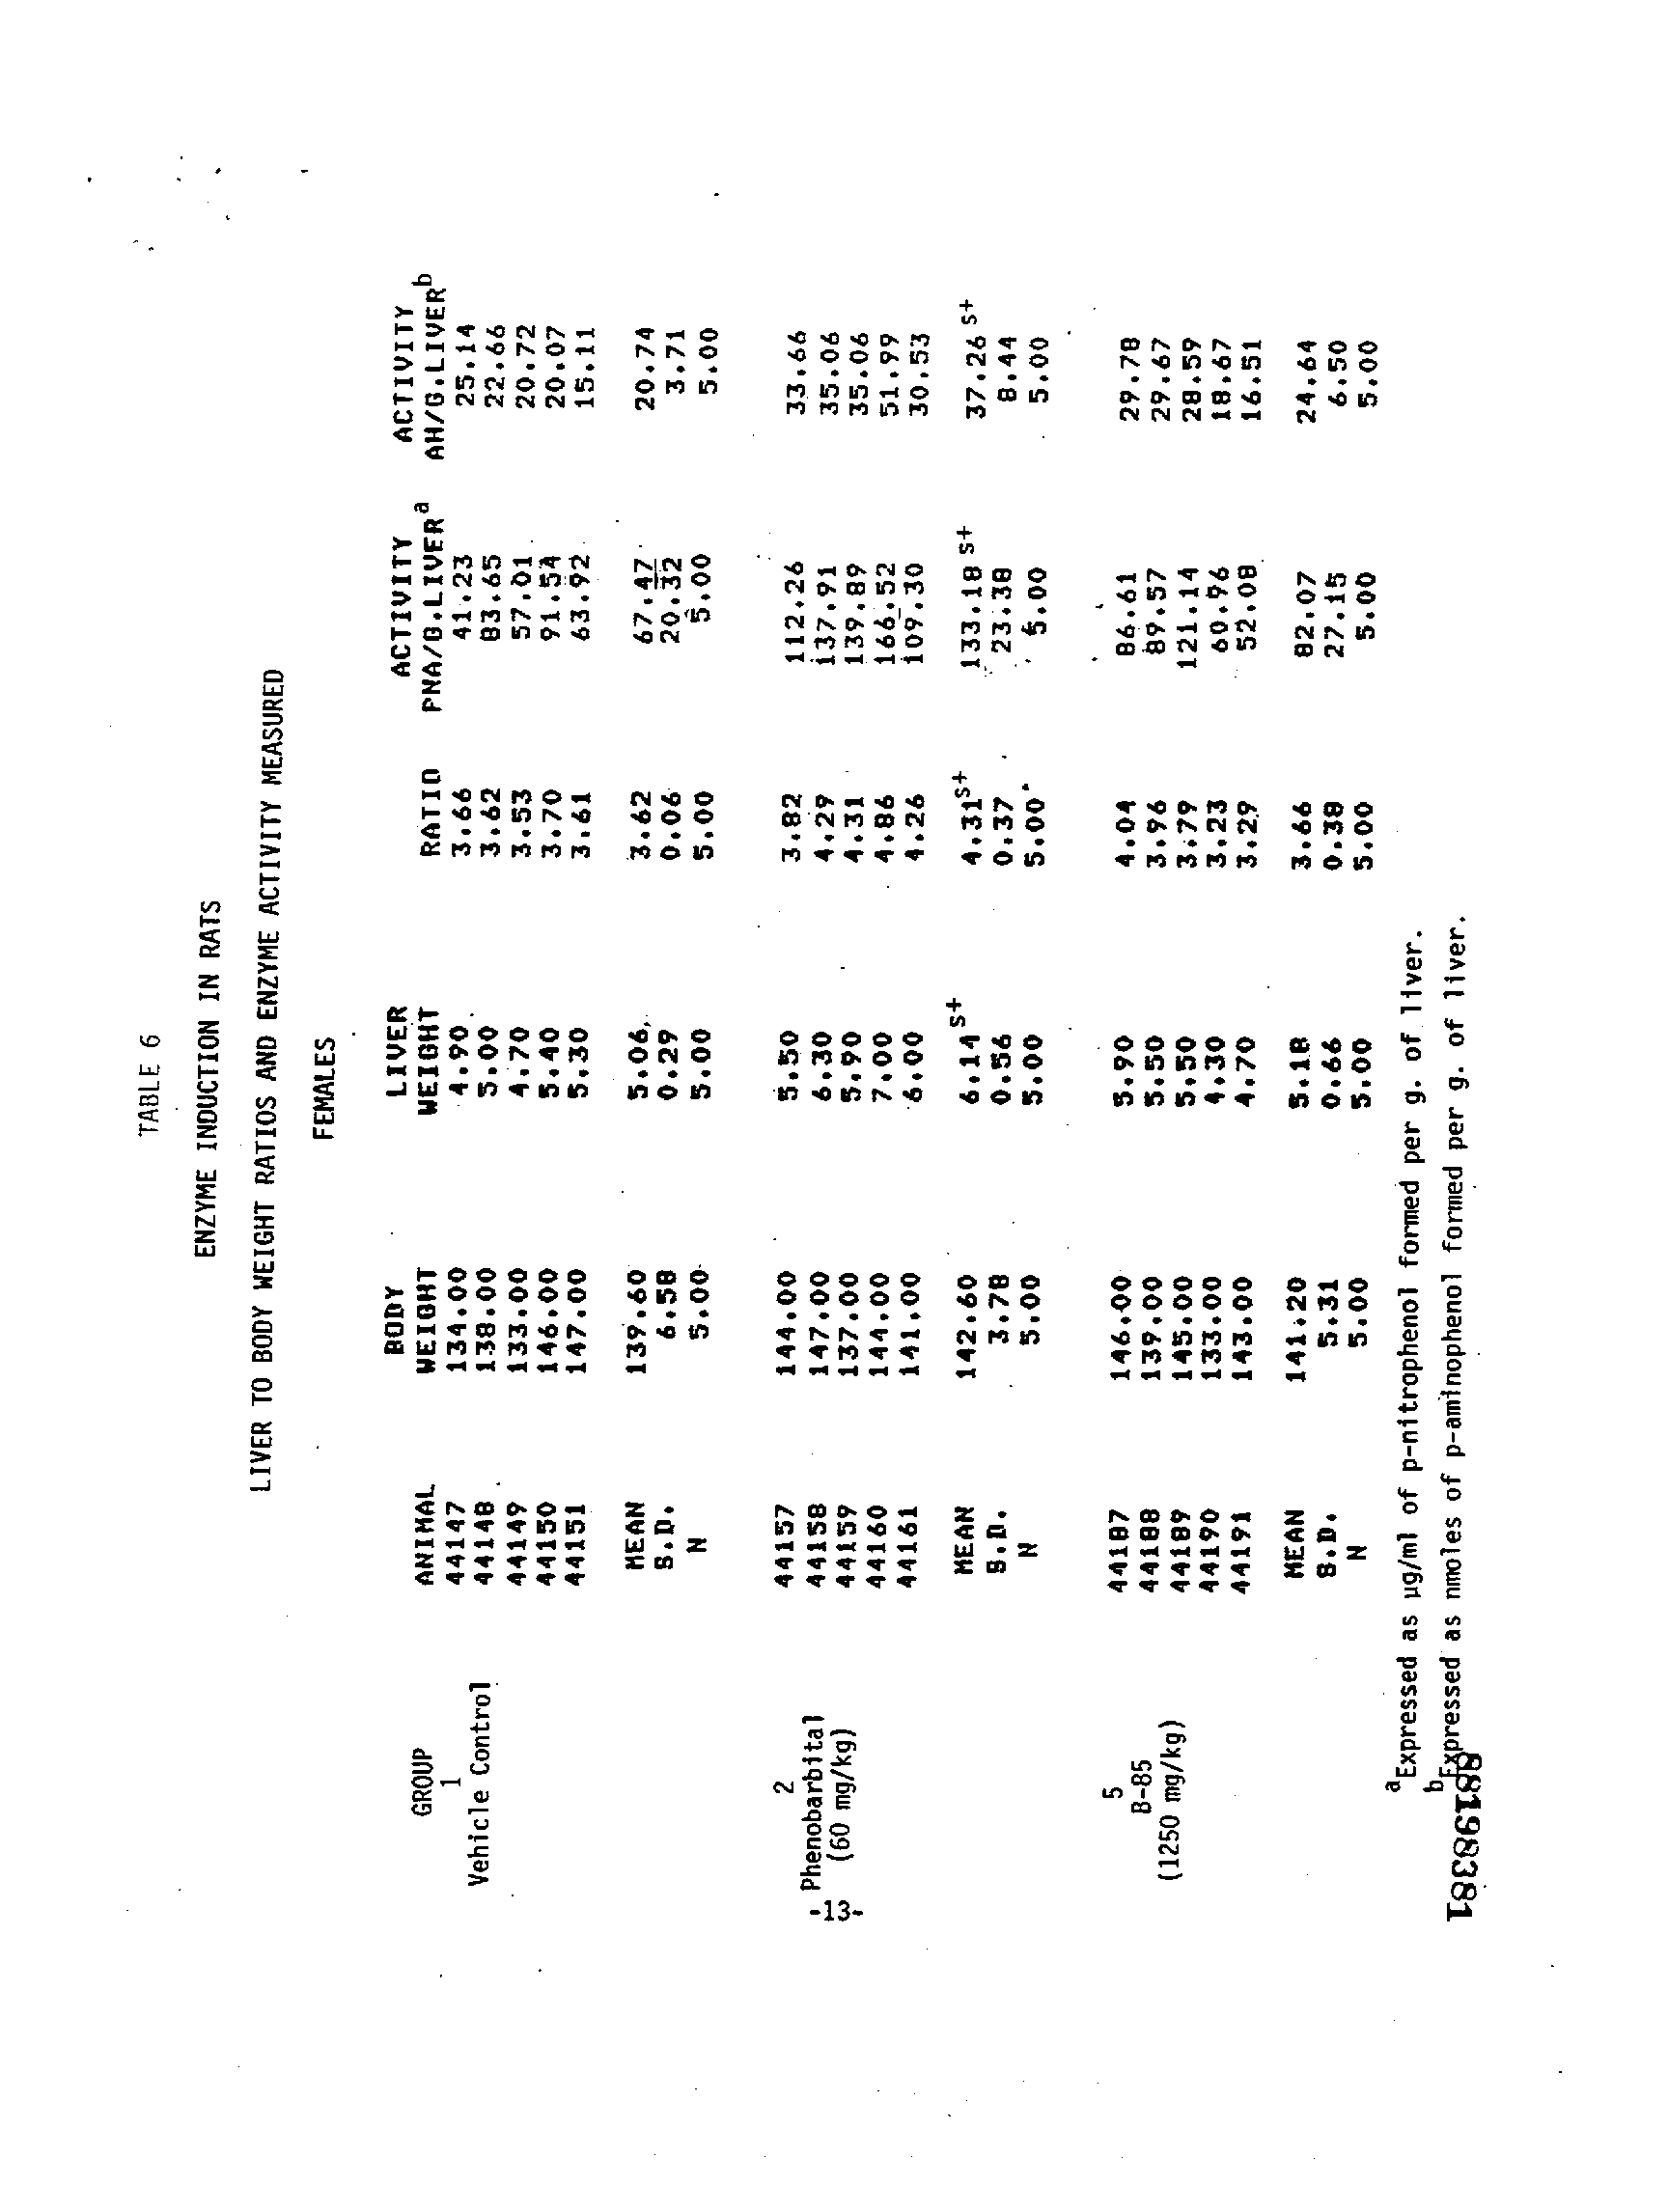 TABLE 6
ENZYME INDUCTION IN RATS
LIVER TO BODY WEIGHT RATIOS AND ENZYME ACTIVITY MEASURED
FEMALES
BODY LIVER ACTIVITY ACTIVITY
GROUP ANIMAL WEIGHT WEIGHT RATIO PNA/G.LIVERa AH/G.LIVERb
1 44147 134.00 4.90 3.66 41.23 25.14
Vehicle Control 44148 138.00 5.00 3.62 83.65 22.66
44149 133.00 4.70 3.53 57.01 20.72
44150 146.00 5.40 3.70 91.54 20.07
44151 147.00 5.30 3.61 63.92 15.11
MEAN 139.60 5.06 3.62 67.47 20.74
S.D. 6.58 0.29 0.06 20.32 3.71
N 5.00 5.00 5.00 5.00 5.00
2 44157 144.00 5.50 3.82 112.26 33.66
Phenobarbital 44158 147.00 6.30 4.29 137.91 35.06
(60 mg/kg) 44159 137.00 5.90 4.31 139.89 35.06
44160 144.00 7.00 4.86 166.52 51.99
44161 141.00 6.00 4.26 109.30 30.53
MEAN 142.60 6.14 s+ 4.31 s+ 133.18 s+ 37.26 s+
S.D. 3.78 0.56 0.37 23.38 8.44
N 5.00 5.00 5.00 5.00 5.00
5 44187 146.00 5.90 4.04 86.61 29.78
B-85 44188 139.00 5.50 3.96 89.57 29.67
(1250 mg/kg) 44189 145.00 5.50 3.79 121.14 28.59
44190 133.00 4.30 3.23 60.96 18.67
44191 143.00 4.70 3.29 52.08 16.51
MEAN 141.20 5.18 3.66 82.07 24.64
S.D. 5.31 0.66 0.38 27.15 6.50
N 5.00 5.00 5.00 5.00 5.00
aExpressed as µg/ml of p-nitrophenol formed per g. of liver.
bExpressed as nmoles of p-aminophenol formed per g. of liver.
-13-